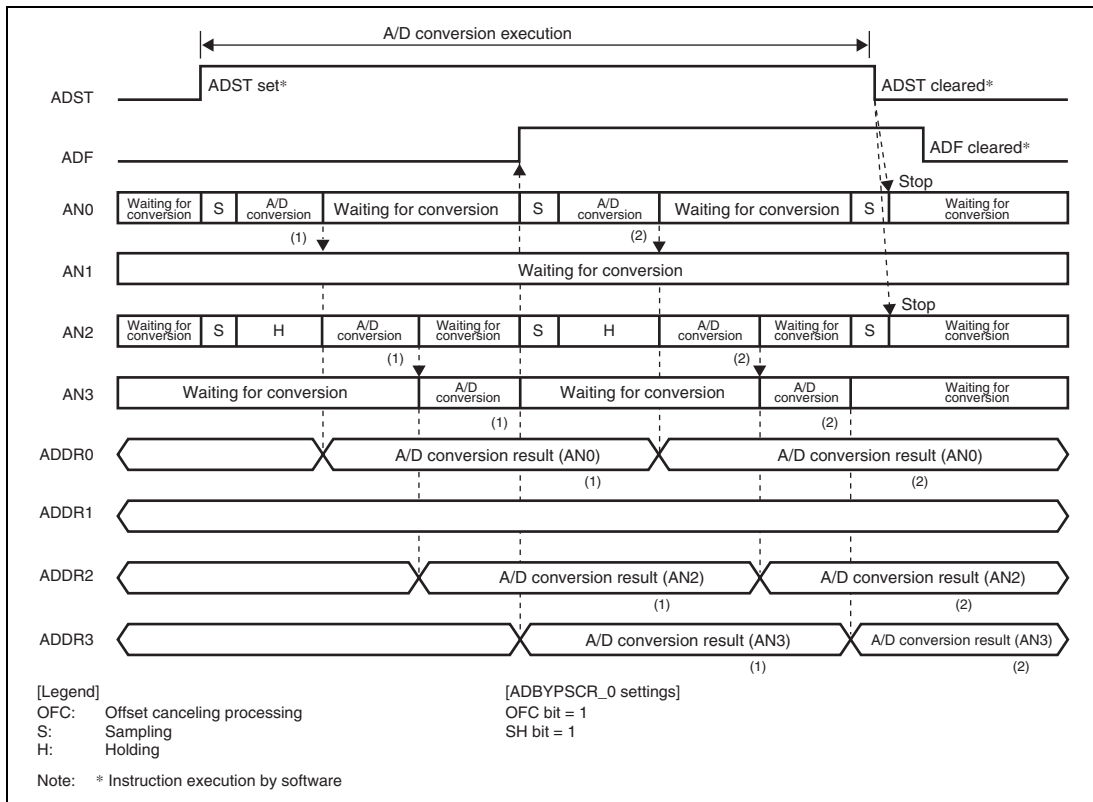 A/D conversion execution
ADST ADST set* ADST cleared*
ADF ADF cleared*
Stop
AN0 Waiting for conversion S A/D conversion Waiting for conversion S A/D conversion Waiting for conversion S Waiting for conversion
(1) (2)
AN1 Waiting for conversion
Stop
AN2 Waiting for conversion S H A/D conversion Waiting for conversion S H A/D conversion Waiting for conversion S Waiting for conversion
(1) (2)
AN3 Waiting for conversion A/D conversion Waiting for conversion A/D conversion Waiting for conversion
(1) (2)
ADDR0 A/D conversion result (AN0) A/D conversion result (AN0)
(1) (2)
ADDR1
ADDR2 A/D conversion result (AN2) A/D conversion result (AN2)
(1) (2)
ADDR3 A/D conversion result (AN3) A/D conversion result (AN3)
(1) (2)
[Legend] [ADBYPSCR_0 settings]
OFC: Offset canceling processing OFC bit = 1
S: Sampling SH bit = 1
H: Holding
Note: * Instruction execution by software